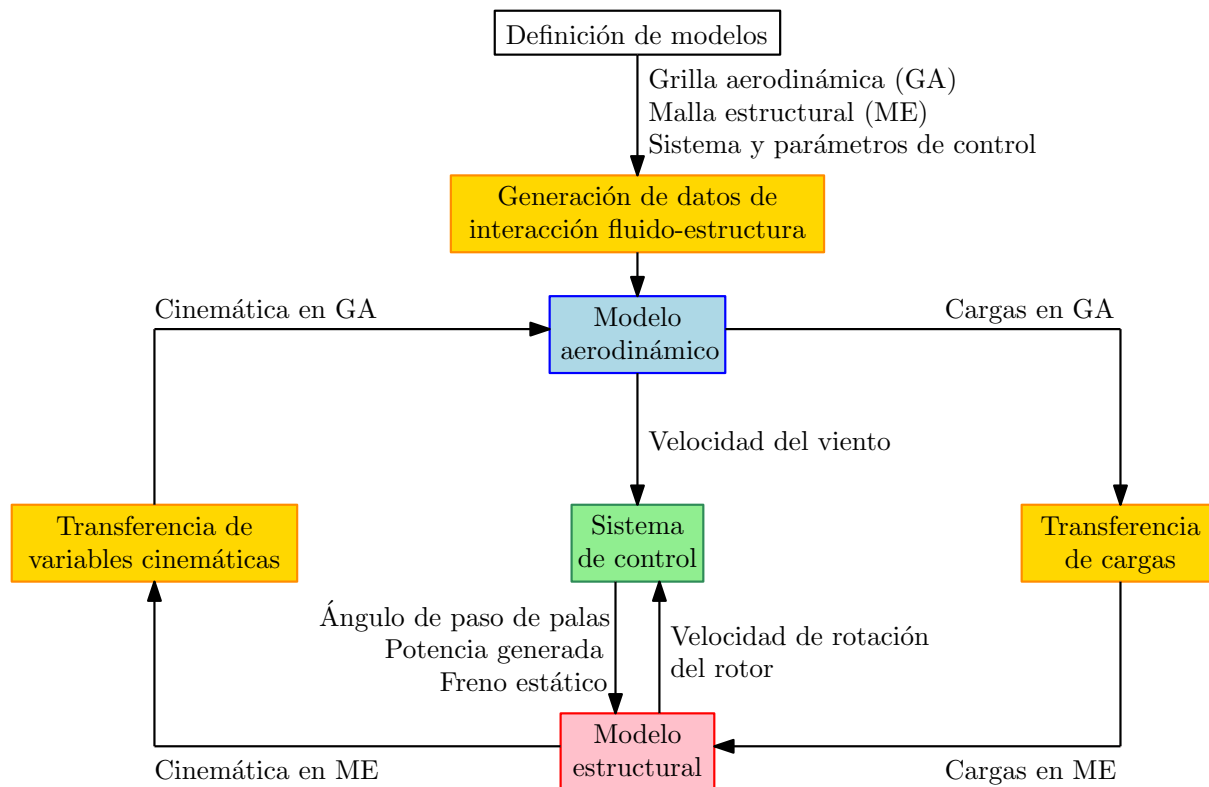 Definición de modelos
Grilla aerodinámica (GA)
Malla estructural (ME)
Sistema y parámetros de control
Generación de datos de
interacción fluido-estructura
Cinemática en GA
Modelo
aerodinámico
Cargas en GA
Velocidad del viento
Transferencia de
variables cinemáticas
Sistema
de control
Transferencia
de cargas
Ángulo de paso de palas
Potencia generada
Freno estático
Velocidad de rotación
del rotor
Modelo
estructural
Cinemática en ME
Cargas en ME